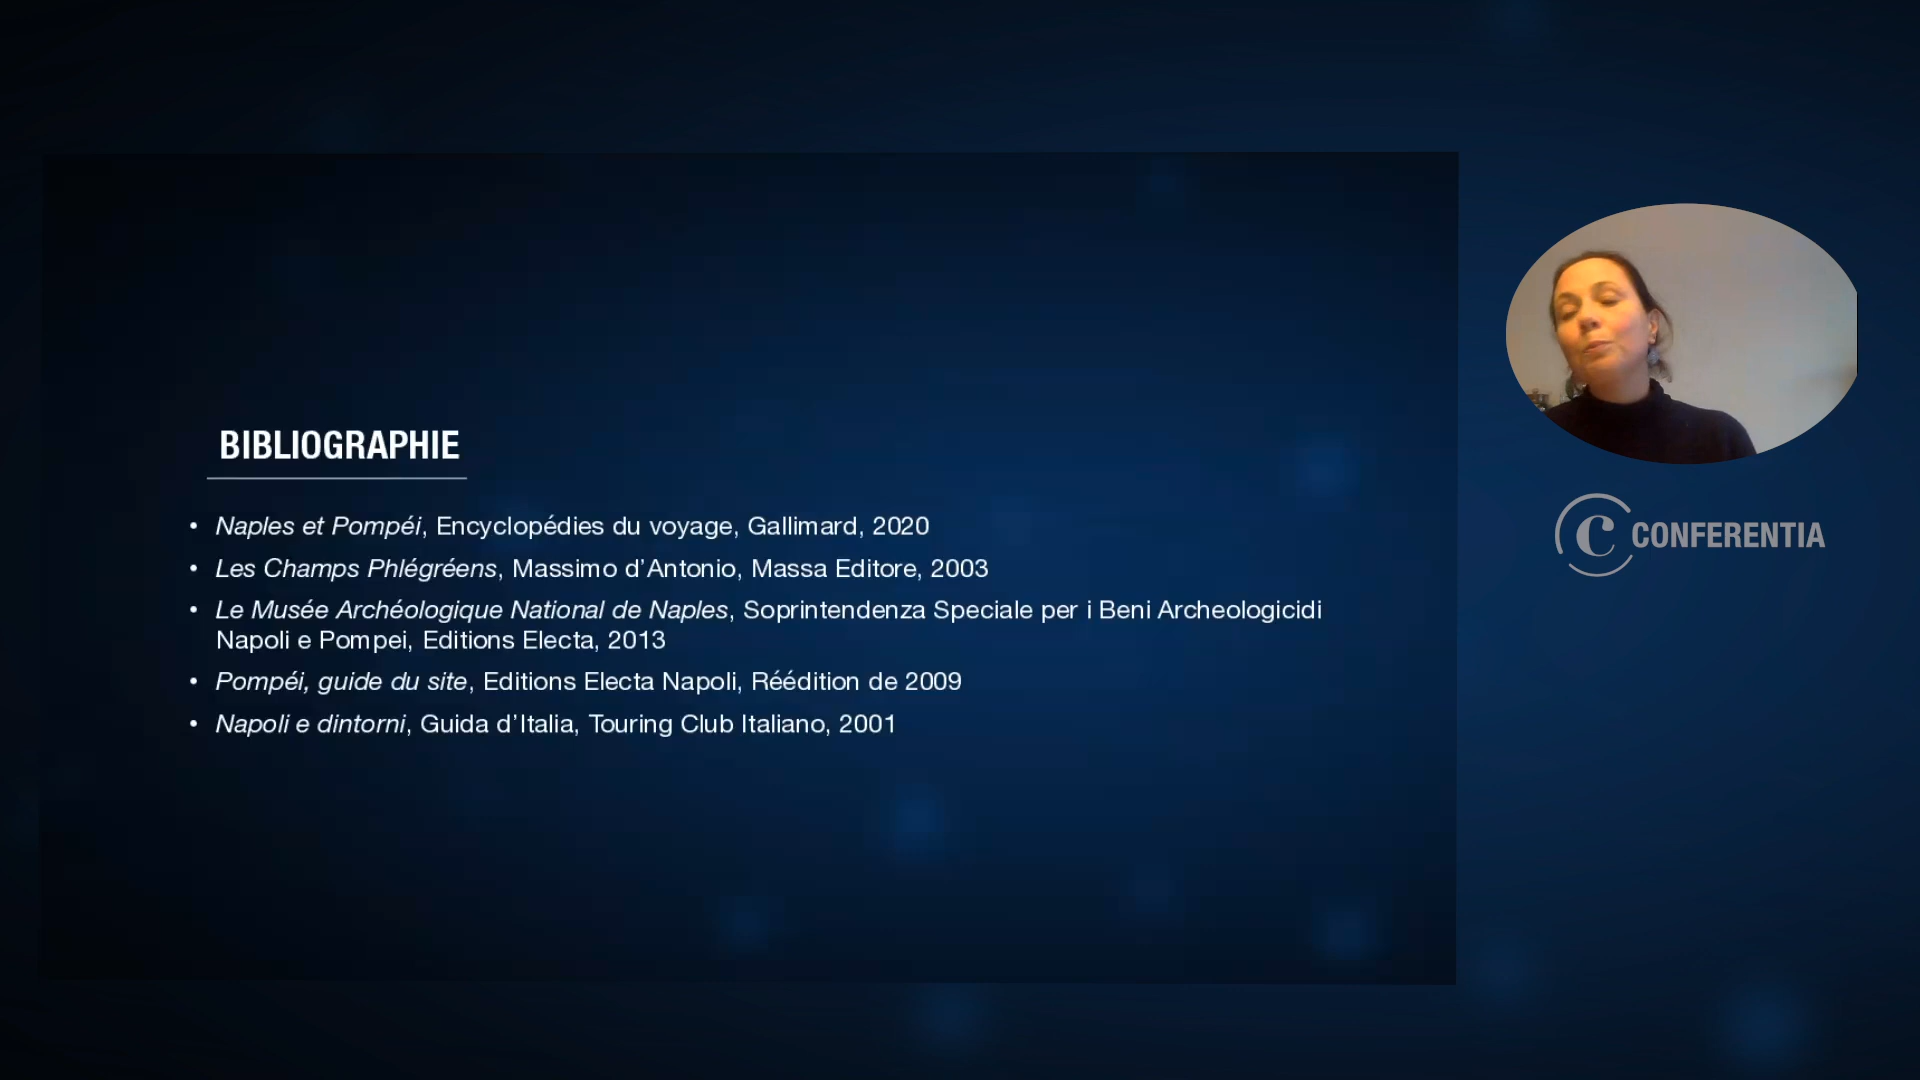 BIBLIOGRAPHIE
• Naples et Pompéi, Encyclopédies du voyage, Gallimard, 2020
• Les Champs Phlégréens, Massimo d’Antonio, Massa Editore, 2003
• Le Musée Archéologique National de Naples, Soprintendenza Speciale per i Beni Archeologicidi
Napoli e Pompei, Editions Electa, 2013
• Pompéi, guide du site, Editions Electa Napoli, Réédition de 2009
• Napoli e dintorni, Guida d’Italia, Touring Club Italiano, 2001
C CONFERENTIA